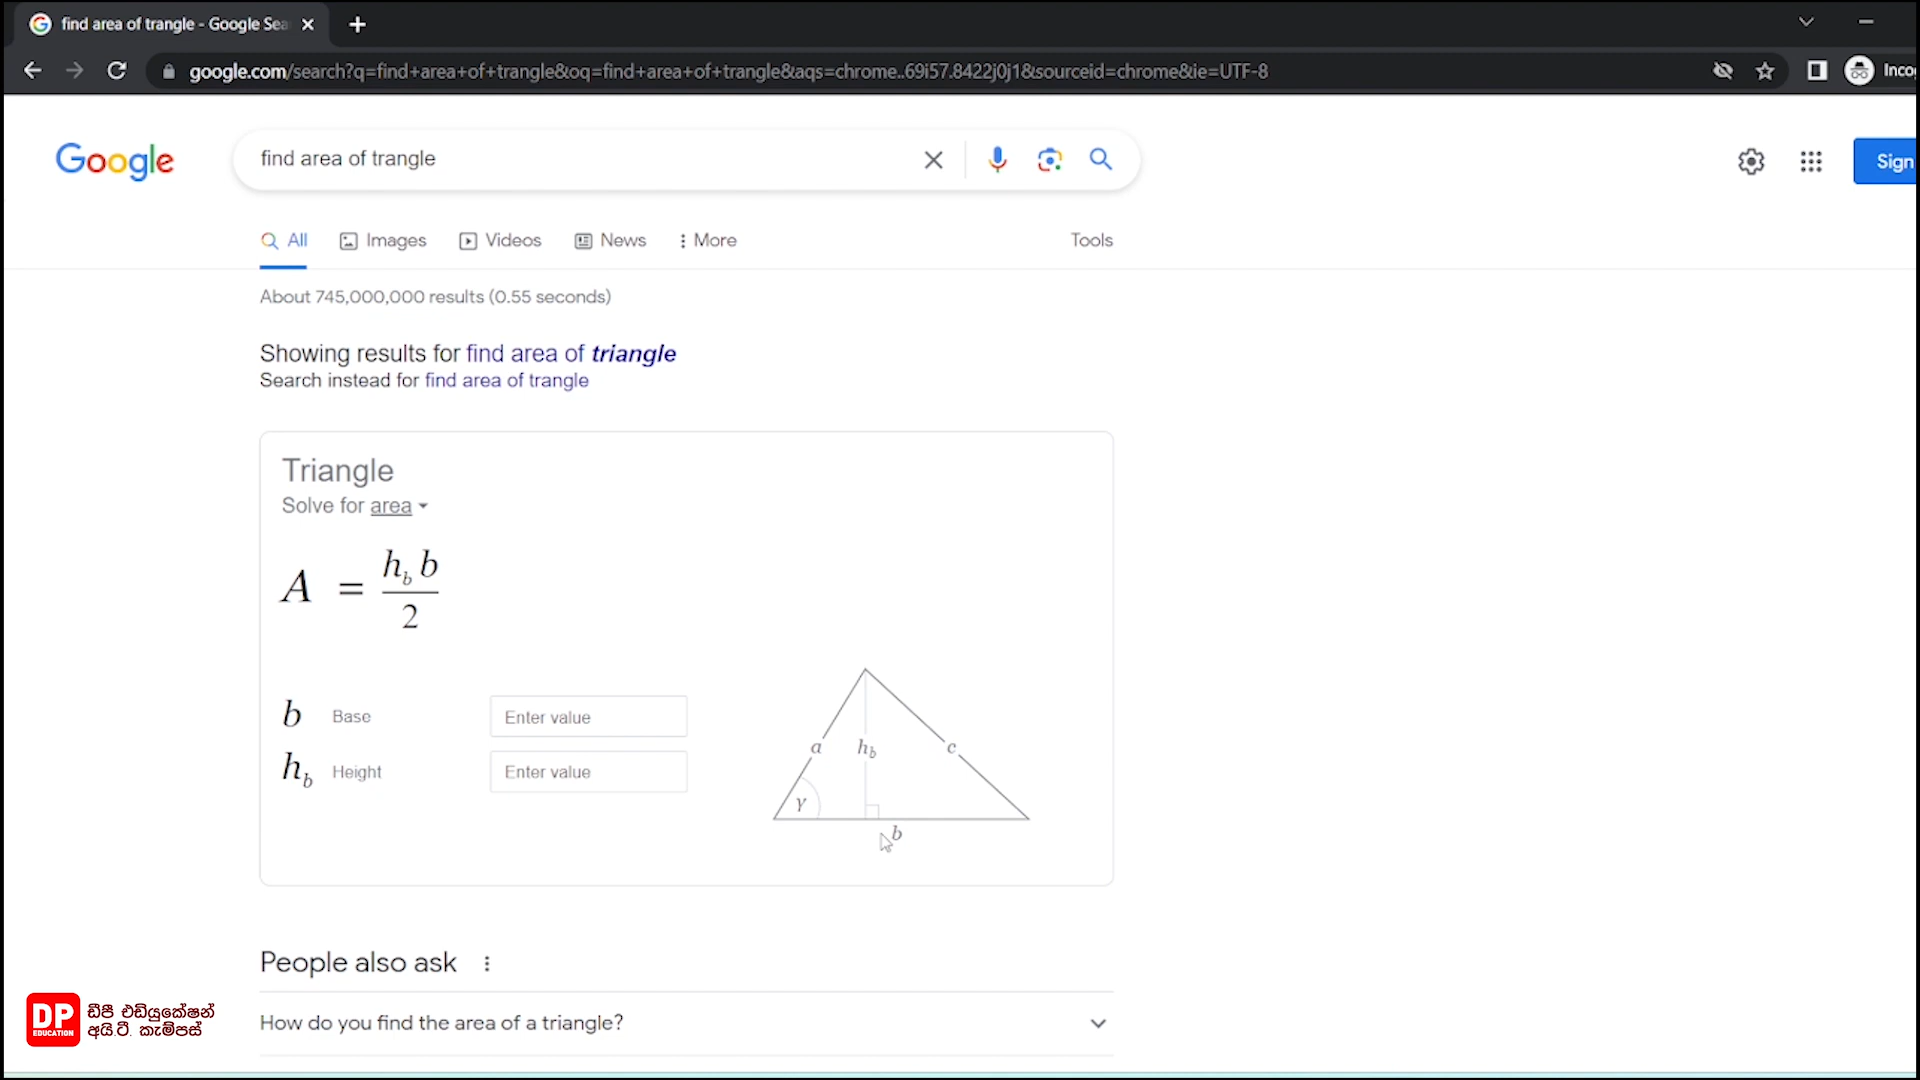 find area of trangle - Google Sea
google.com/search?q=find+area+of+trangle&oq=find+area+of+trangle&aqs=chrome..69i57.8422j0j1&sourceid=chrome&ie=UTF-8
Inco
Google
find area of trangle
Sign
All
Images
Videos
News
More
Tools
About 745,000,000 results (0.55 seconds)
Showing results for find area of triangle
Search instead for find area of trangle
Triangle
Solve for area
A = h_b b / 2
b Base Enter value
h_b Height Enter value
a
h_b
c
γ
b
People also ask
How do you find the area of a triangle?
DP
EDUCATION
ඩීපී එඩියුකේෂන්
අයි.ටී. කැම්පස්